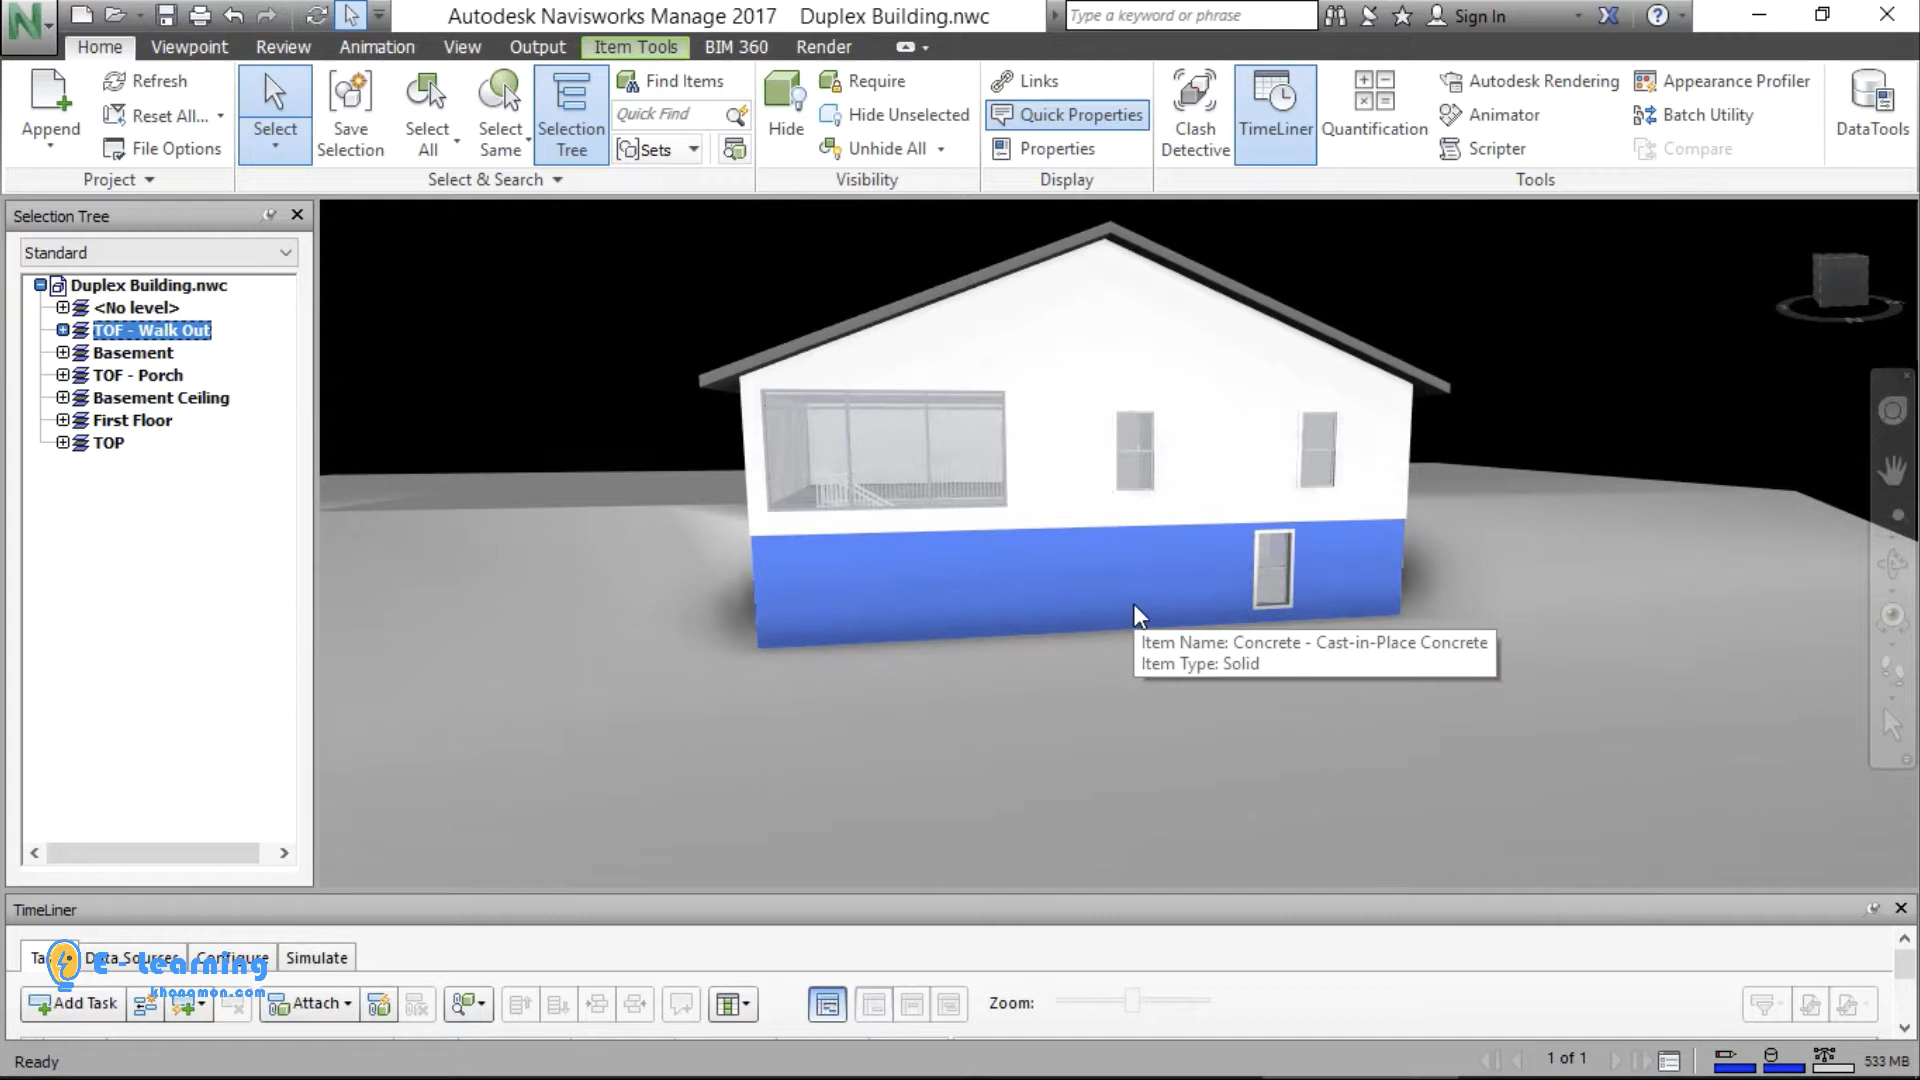 Autodesk Navisworks Manage 2017 Duplex Building.nwc
Type a keyword or phrase
Sign In
Home Viewpoint Review Animation View Output Item Tools BIM 360 Render
Append
Refresh
Reset All...
File Options
Project
Select
Save Selection
Select All
Select Same
Selection Tree
Find Items
Quick Find
Sets
Select & Search
Hide
Require
Hide Unselected
Unhide All
Visibility
Links
Quick Properties
Properties
Display
Clash Detective
TimeLiner
Quantification
Autodesk Rendering
Animator
Scripter
Appearance Profiler
Batch Utility
Compare
DataTools
Tools
Selection Tree
Standard
Duplex Building.nwc
<No level>
TOF - Walk Out
Basement
TOF - Porch
Basement Ceiling
First Floor
TOP
Item Name: Concrete - Cast-in-Place Concrete
Item Type: Solid
TimeLiner
Data Sources Configure Simulate
E - Learning
khongmon.com
Add Task
Attach
Zoom:
Ready
1 of 1
533 MB